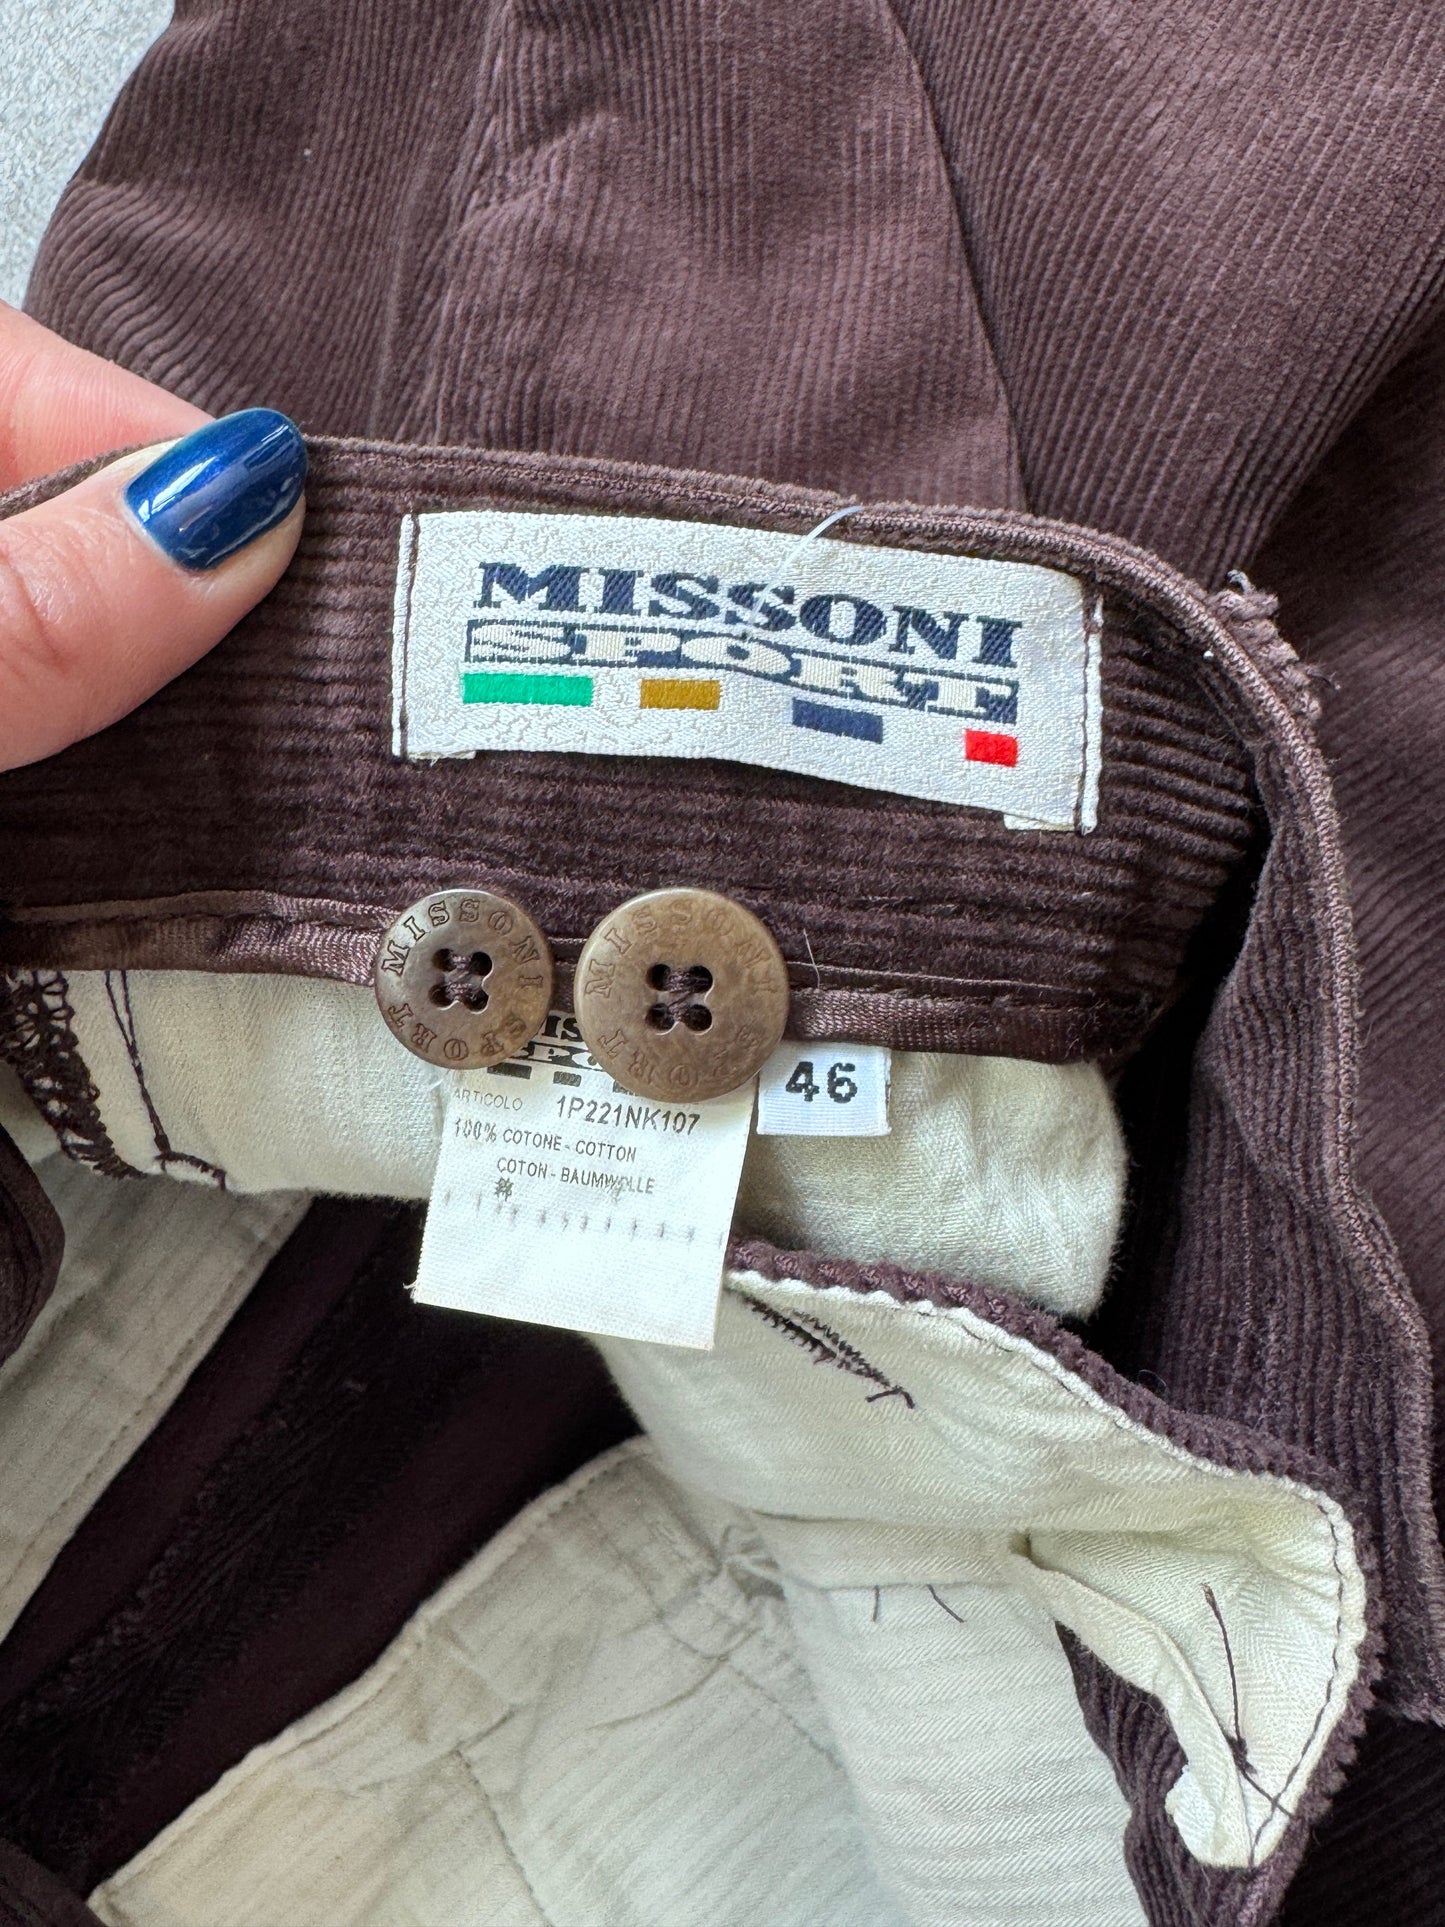 MISSONI
SPORT
MISSONI SPORT
MISSONI SPORT
46
ARTICOLO 1P221NK107
100% COTONE - COTTON
COTON - BAUMWOLLE